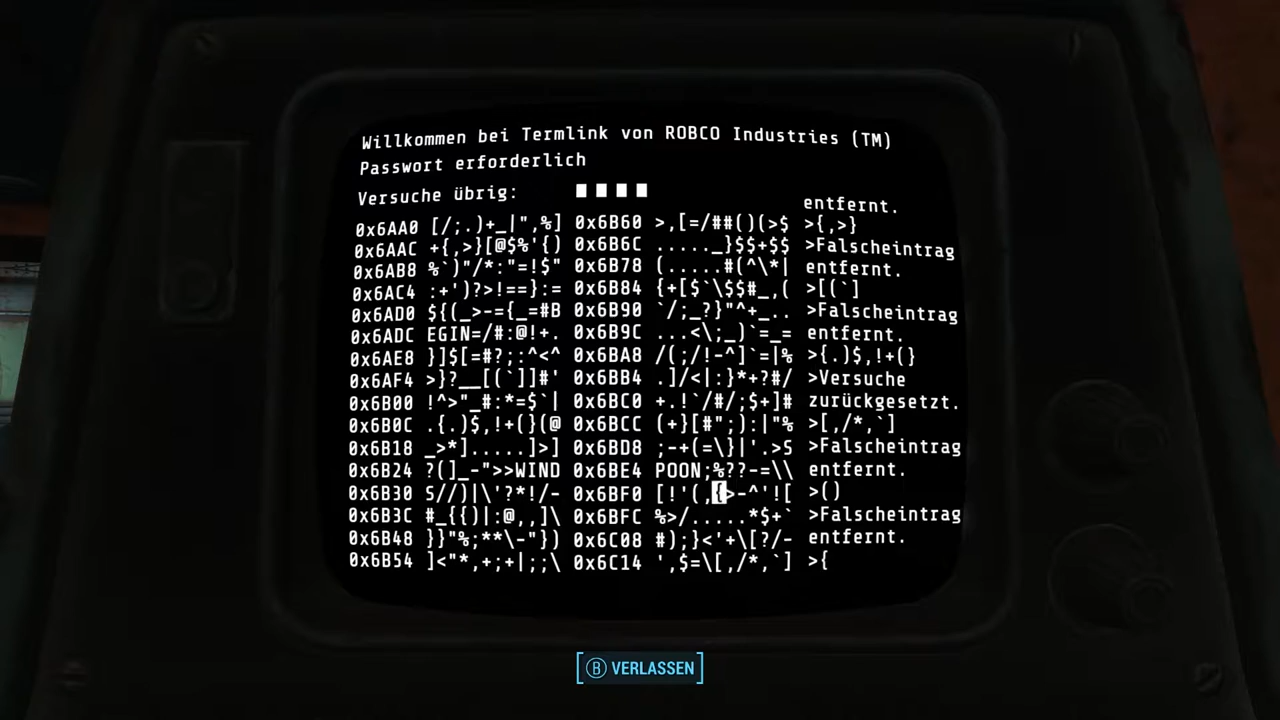 Willkommen bei Termlink von ROBCO Industries (TM)
Passwort erforderlich
Versuche übrig: ■ ■ ■ ■
0x6AA0 [/;.)+_|",%] 0x6B60 >,[=/##()(>$
0x6AAC +{,>}[@$%'{) 0x6B6C ....._}$$+$$
0x6AB8 %`)"/*:"=!$" 0x6B78 (.....#(^\*|
0x6AC4 :+')?>!==}:= 0x6B84 {+[$`\$$#_,(
0x6AD0 ${(_>-={_=#B 0x6B90 `/;_?}"^+_..
0x6ADC EGIN=/#:@!+. 0x6B9C ...<\;_)`=_=
0x6AE8 }]$[=#?;:^<^ 0x6BA8 /(;/!-^]`=|%
0x6AF4 >}?__[(`]]#' 0x6BB4 .]/<|:}*+?#/
0x6B00 !^>"_#:*=$`| 0x6BC0 +.!`/#/;$+]#
0x6B0C .{.)$,!+(}(@ 0x6BCC (+}[#";):|"%
0x6B18 _>*].....]>] 0x6BD8 ;-+(=\}|'.>S
0x6B24 ?(]_-">>WIND 0x6BE4 POON;%??-=\\
0x6B30 S//)|\'?*!/- 0x6BF0 [!'(,{>-^'![
0x6B3C #_{()|:@,,]\ 0x6BFC %>/.....*$+`
0x6B48 }}"%;**\-"}) 0x6C08 #);}<'+\[?/-
0x6B54 ]<"*,+;+|;;\ 0x6C14 ',$=\[,/*,`]
entfernt.
>{,>}
>Falscheintrag
entfernt.
>[(`]
>Falscheintrag
entfernt.
>{.)$,!+(}
>Versuche
zurückgesetzt.
>[,/*,`]
>Falscheintrag
entfernt.
>()
>Falscheintrag
entfernt.
>{
Ⓑ VERLASSEN